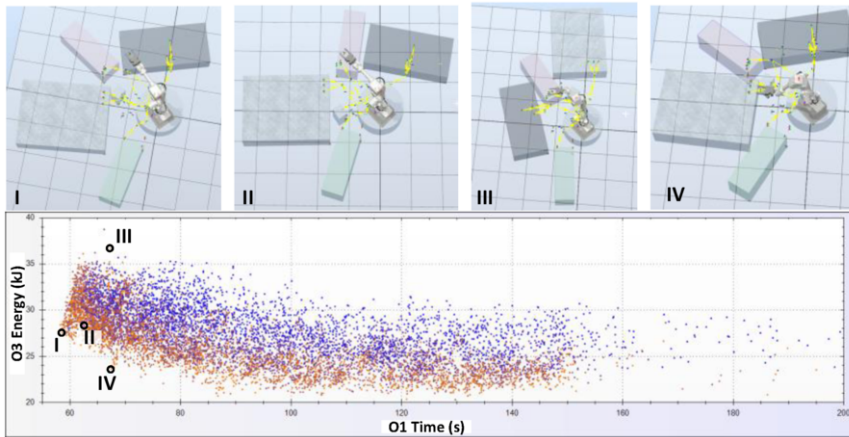 I
II
III
IV
40
35
30
25
20
O3 Energy (kJ)
III
I
II
IV
60
80
100
120
140
160
180
200
O1 Time (s)